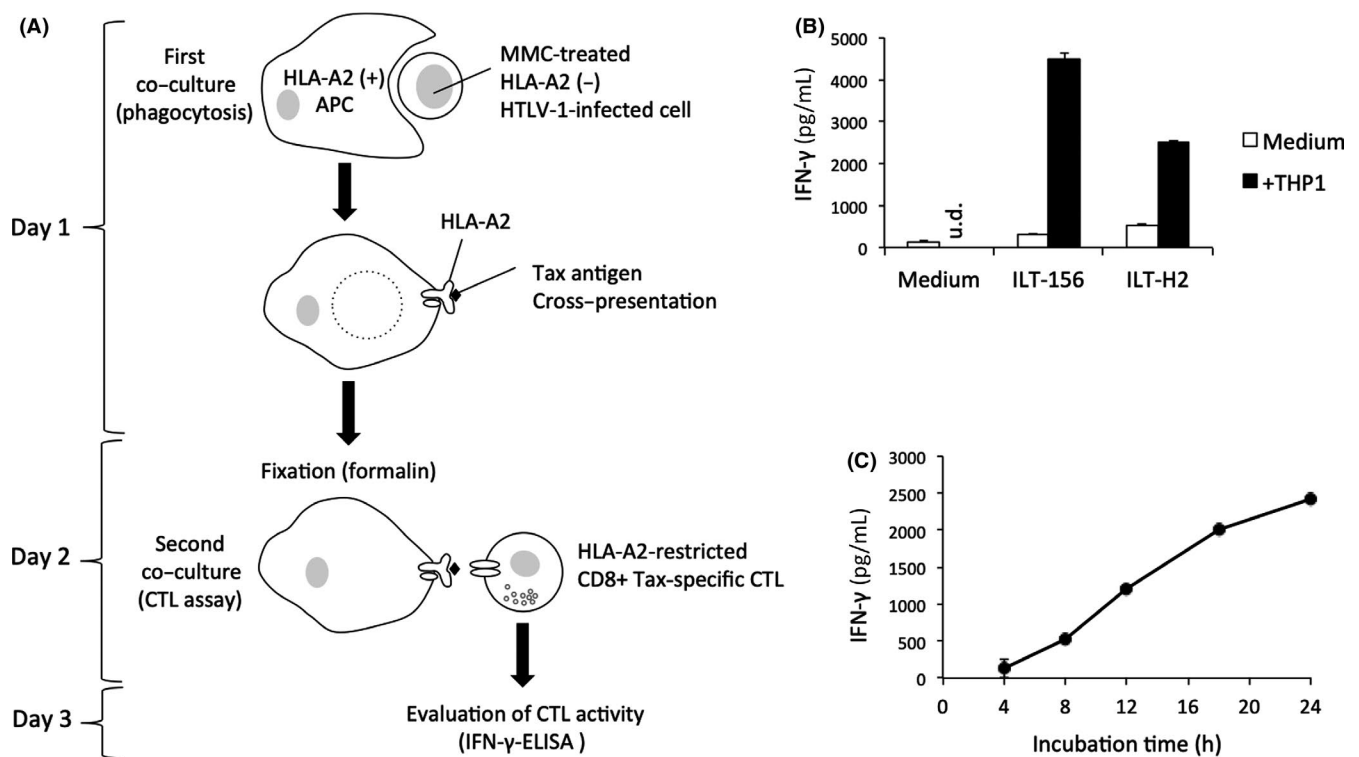 (A)
First
co-culture
(phagocytosis)
HLA-A2 (+)
APC
MMC-treated
HLA-A2 (−)
HTLV-1-infected cell
Day 1
HLA-A2
Tax antigen
Cross-presentation
Fixation (formalin)
Day 2
Second
co-culture
(CTL assay)
HLA-A2-restricted
CD8+ Tax-specific CTL
Day 3
Evaluation of CTL activity
(IFN-γ-ELISA )
(B)
IFN-γ (pg/mL)
5000
4000
3000
2000
1000
0
u.d.
Medium
ILT-156
ILT-H2
Medium
+THP1
(C)
IFN-γ (pg/mL)
3000
2500
2000
1500
1000
500
0
0 4 8 12 16 20 24
Incubation time (h)